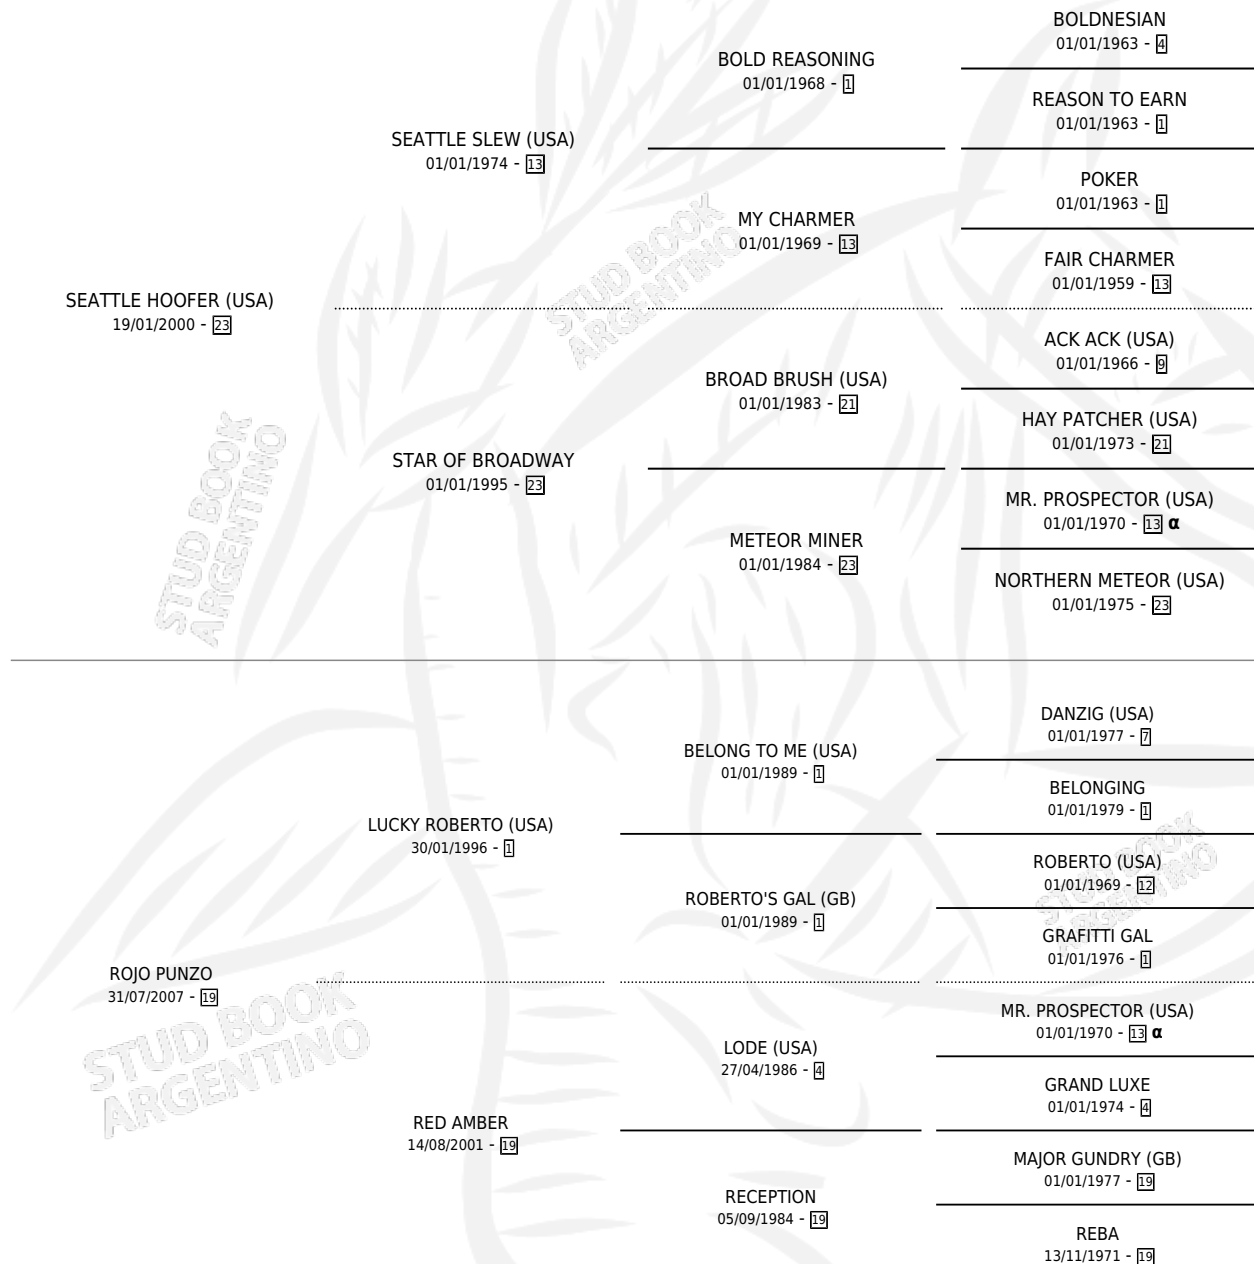 BOLDNESIAN
01/01/1963 - 4
BOLD REASONING
01/01/1968 - 1
REASON TO EARN
01/01/1963 - 1
SEATTLE SLEW (USA)
01/01/1974 - 13
POKER
01/01/1963 - 1
MY CHARMER
01/01/1969 - 13
FAIR CHARMER
01/01/1959 - 13
SEATTLE HOOFER (USA)
19/01/2000 - 23
ACK ACK (USA)
01/01/1966 - 9
BROAD BRUSH (USA)
01/01/1983 - 21
HAY PATCHER (USA)
01/01/1973 - 21
STAR OF BROADWAY
01/01/1995 - 23
MR. PROSPECTOR (USA)
01/01/1970 - 13 α
METEOR MINER
01/01/1984 - 23
NORTHERN METEOR (USA)
01/01/1975 - 23
DANZIG (USA)
01/01/1977 - 7
BELONG TO ME (USA)
01/01/1989 - 1
BELONGING
01/01/1979 - 1
LUCKY ROBERTO (USA)
30/01/1996 - 1
ROBERTO (USA)
01/01/1969 - 12
ROBERTO'S GAL (GB)
01/01/1989 - 1
GRAFITTI GAL
01/01/1976 - 1
ROJO PUNZO
31/07/2007 - 19
MR. PROSPECTOR (USA)
01/01/1970 - 13 α
LODE (USA)
27/04/1986 - 4
GRAND LUXE
01/01/1974 - 4
RED AMBER
14/08/2001 - 19
MAJOR GUNDRY (GB)
01/01/1977 - 19
RECEPTION
05/09/1984 - 19
REBA
13/11/1971 - 19
STUD BOOK
ARGENTINO
STUD BOOK
ARGENTINO
STUD BOOK
ARGENTINO
STUD BOOK
ARGENTINO